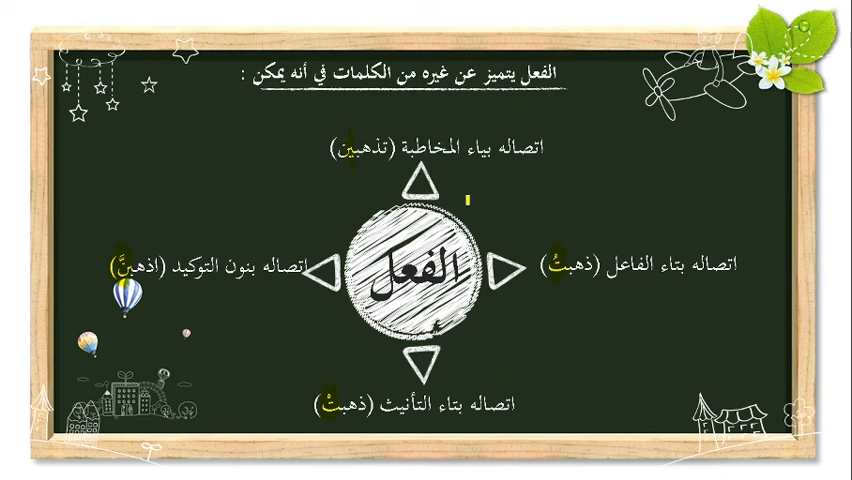 الفعل يتميز عن غيره من الكلمات في أنه يمكن :
اتصاله بياء المخاطبة (تذهبين)
اتصاله بتاء الفاعل (ذهبتُ)
الفعل
اتصاله بنون التوكيد (اذهبنَّ)
اتصاله بتاء التأنيث (ذهبتْ)